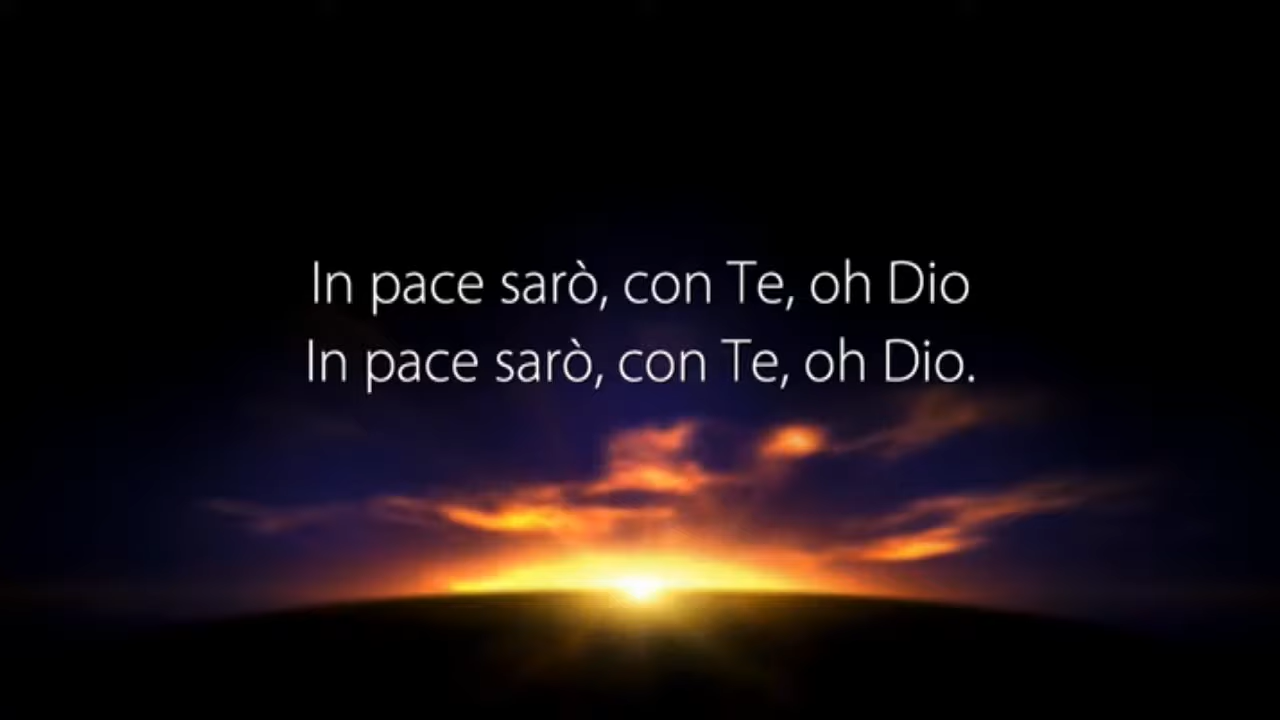 In pace sarò, con Te, oh Dio
In pace sarò, con Te, oh Dio.